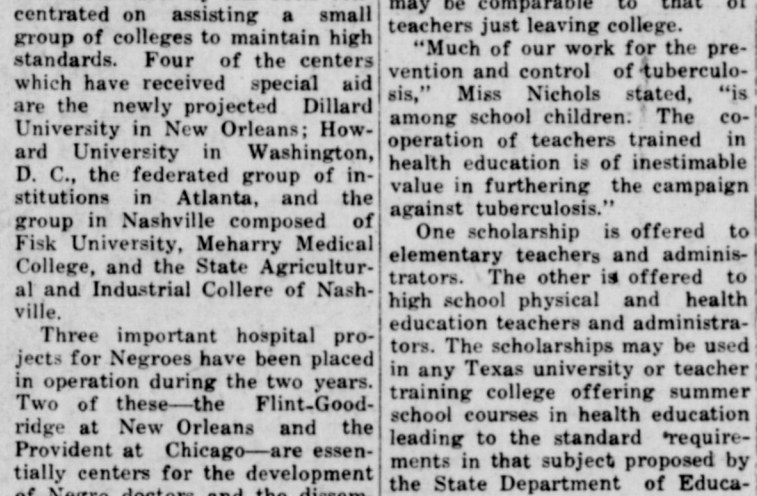 centrated on assisting a small
group of colleges to maintain high
standards. Four of the centers
which have received special aid
are the newly projected Dillard
University in New Orleans; How-
ard University in Washington,
D. C., the federated group of in-
stitutions in Atlanta, and the
group in Nashville composed of
Fisk University, Meharry Medical
College, and the State Agricultur-
al and Industrial Collere of Nash-
ville.
Three important hospital pro-
jects for Negroes have been placed
in operation during the two years.
Two of these—the Flint-Good-
ridge at New Orleans and the
Provident at Chicago—are essen-
tially centers for the development
of Negro doctors and the dissem-
may be comparable to that of
teachers just leaving college.
"Much of our work for the pre-
vention and control of tuberculo-
sis," Miss Nichols stated, "is
among school children. The co-
operation of teachers trained in
health education is of inestimable
value in furthering the campaign
against tuberculosis."
One scholarship is offered to
elementary teachers and adminis-
trators. The other is offered to
high school physical and health
education teachers and administra-
tors. The scholarships may be used
in any Texas university or teacher
training college offering summer
school courses in health education
leading to the standard require-
ments in that subject proposed by
the State Department of Educa-